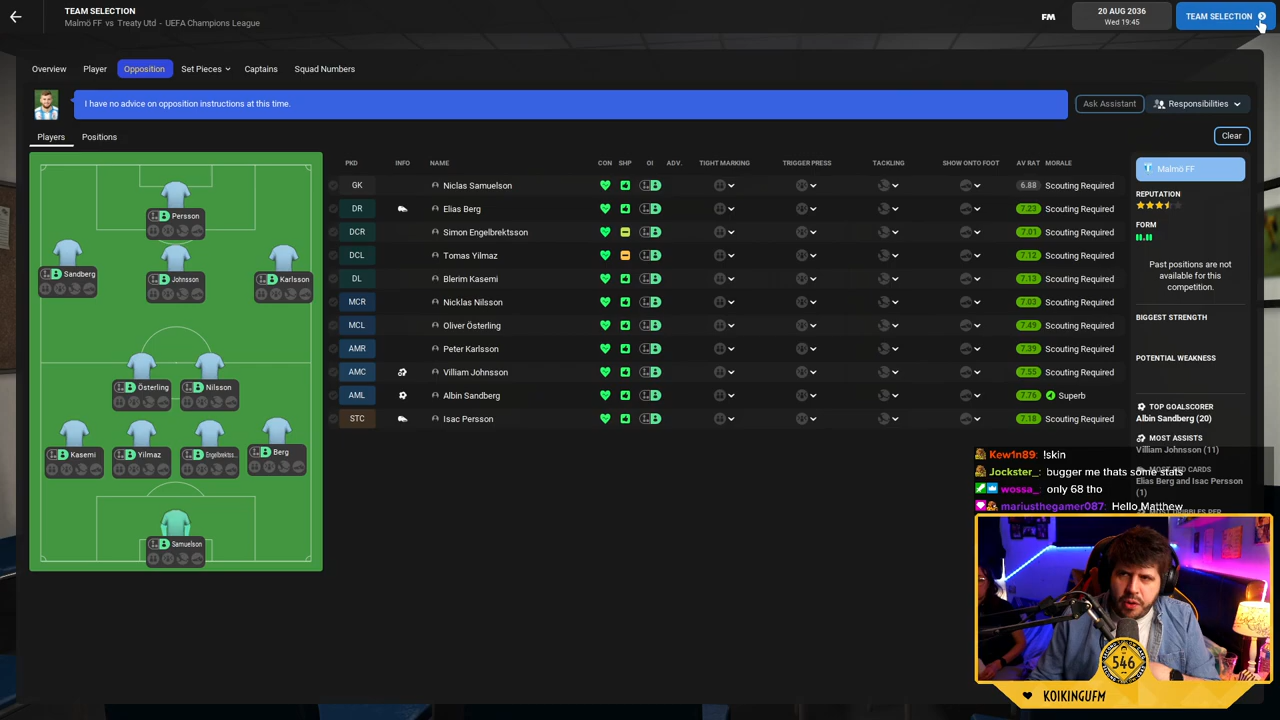 TEAM SELECTION
Malmö FF vs Treaty Utd - UEFA Champions League
FM
20 AUG 2036
Wed 19:45
TEAM SELECTION
Overview
Player
Opposition
Set Pieces
Captains
Squad Numbers
I have no advice on opposition instructions at this time.
Ask Assistant
Responsibilities
Players
Positions
Clear
Persson
Sandberg
Johnsson
Karlsson
Österling
Nilsson
Kasemi
Yilmaz
Engelbrektss...
Berg
Samuelson
PKD INFO NAME CON SHP OI ADV. TIGHT MARKING TRIGGER PRESS TACKLING SHOW ONTO FOOT AV RAT MORALE
GK Niclas Samuelson 6.88 Scouting Required
DR Elias Berg 7.23 Scouting Required
DCR Simon Engelbrektsson 7.01 Scouting Required
DCL Tomas Yilmaz 7.12 Scouting Required
DL Blerim Kasemi 7.13 Scouting Required
MCR Nicklas Nilsson 7.03 Scouting Required
MCL Oliver Österling 7.49 Scouting Required
AMR Peter Karlsson 7.39 Scouting Required
AMC Villiam Johnsson 7.55 Scouting Required
AML Albin Sandberg 7.76 Superb
STC Isac Persson 7.18 Scouting Required
Malmö FF
REPUTATION
FORM
Past positions are not
available for this
competition.
BIGGEST STRENGTH
POTENTIAL WEAKNESS
TOP GOALSCORER
Albin Sandberg (20)
MOST ASSISTS
Villiam Johnsson (11)
MOST RED CARDS
Elias Berg and Isac Persson
(1)
Kew1n89: !skin
Jockster_: bugger me thats some stats
wossa_: only 68 tho
mariusthegamer087: Hello Matthew
546
KOIKINGUFM